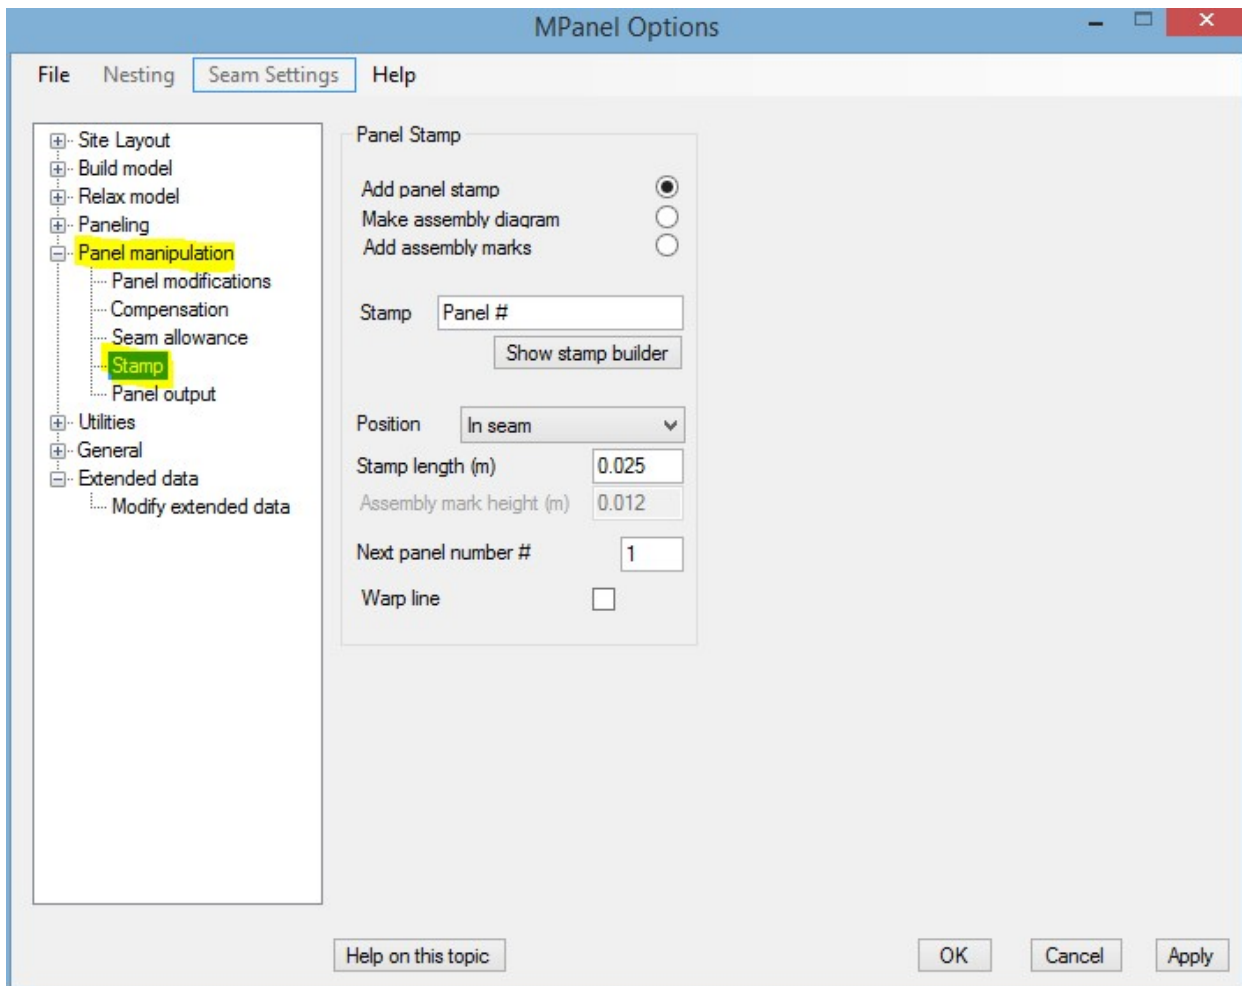 MPanel Options
File Nesting Seam Settings Help
Site Layout
Build model
Relax model
Paneling
Panel manipulation
Panel modifications
Compensation
Seam allowance
Stamp
Panel output
Utilities
General
Extended data
Modify extended data
Panel Stamp
Add panel stamp
Make assembly diagram
Add assembly marks
Stamp Panel #
Show stamp builder
Position In seam
Stamp length (m) 0.025
Assembly mark height (m) 0.012
Next panel number # 1
Warp line
Help on this topic OK Cancel Apply